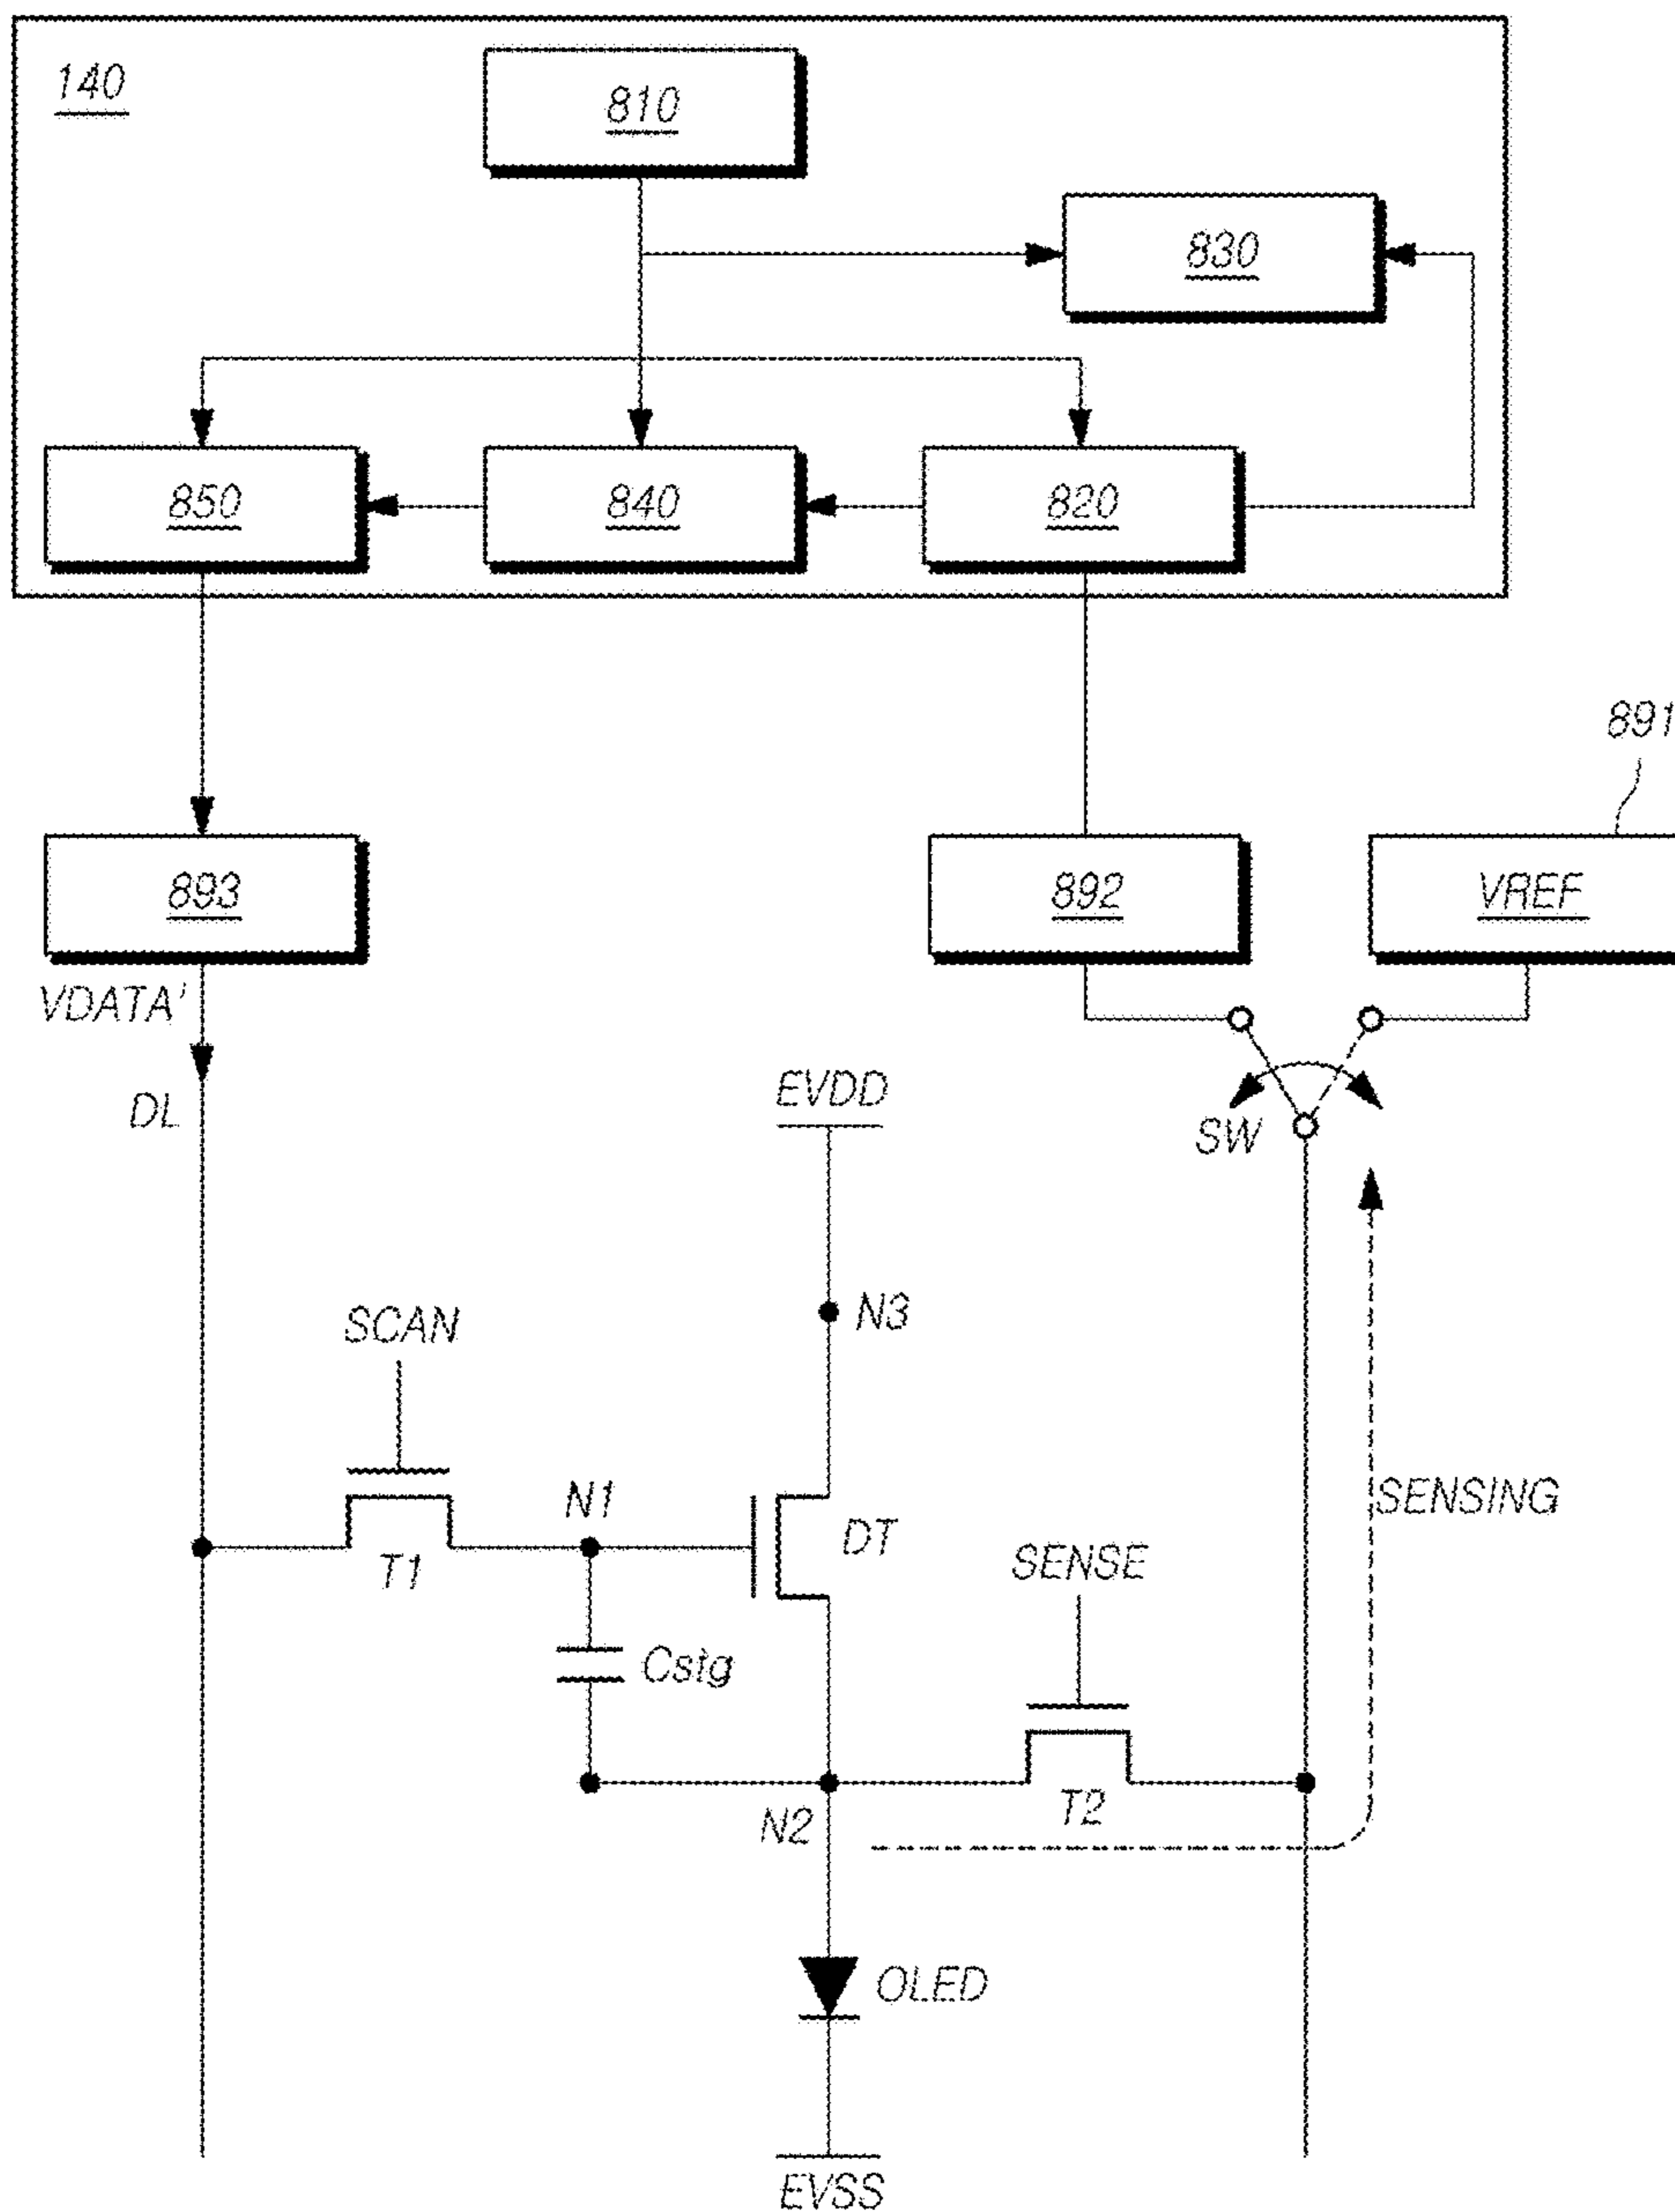 140
810
830
850
840
820
891
893
892
VREF
VDATA'
DL
EVDD
SW
N3
SCAN
N1
DT
SENSING
T1
SENSE
Cstg
N2
T2
OLED
EVSS